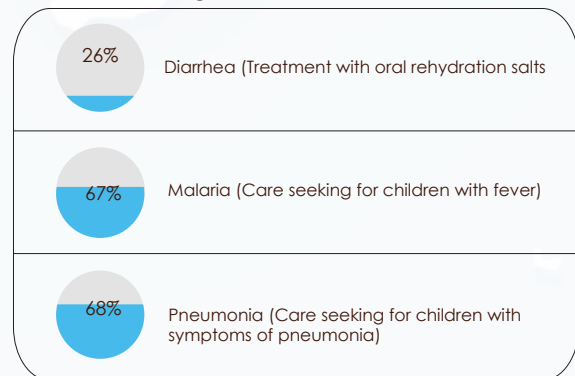 26%
Diarrhea (Treatment with oral rehydration salts
67%
Malaria (Care seeking for children with fever)
68%
Pneumonia (Care seeking for children with
symptoms of pneumonia)